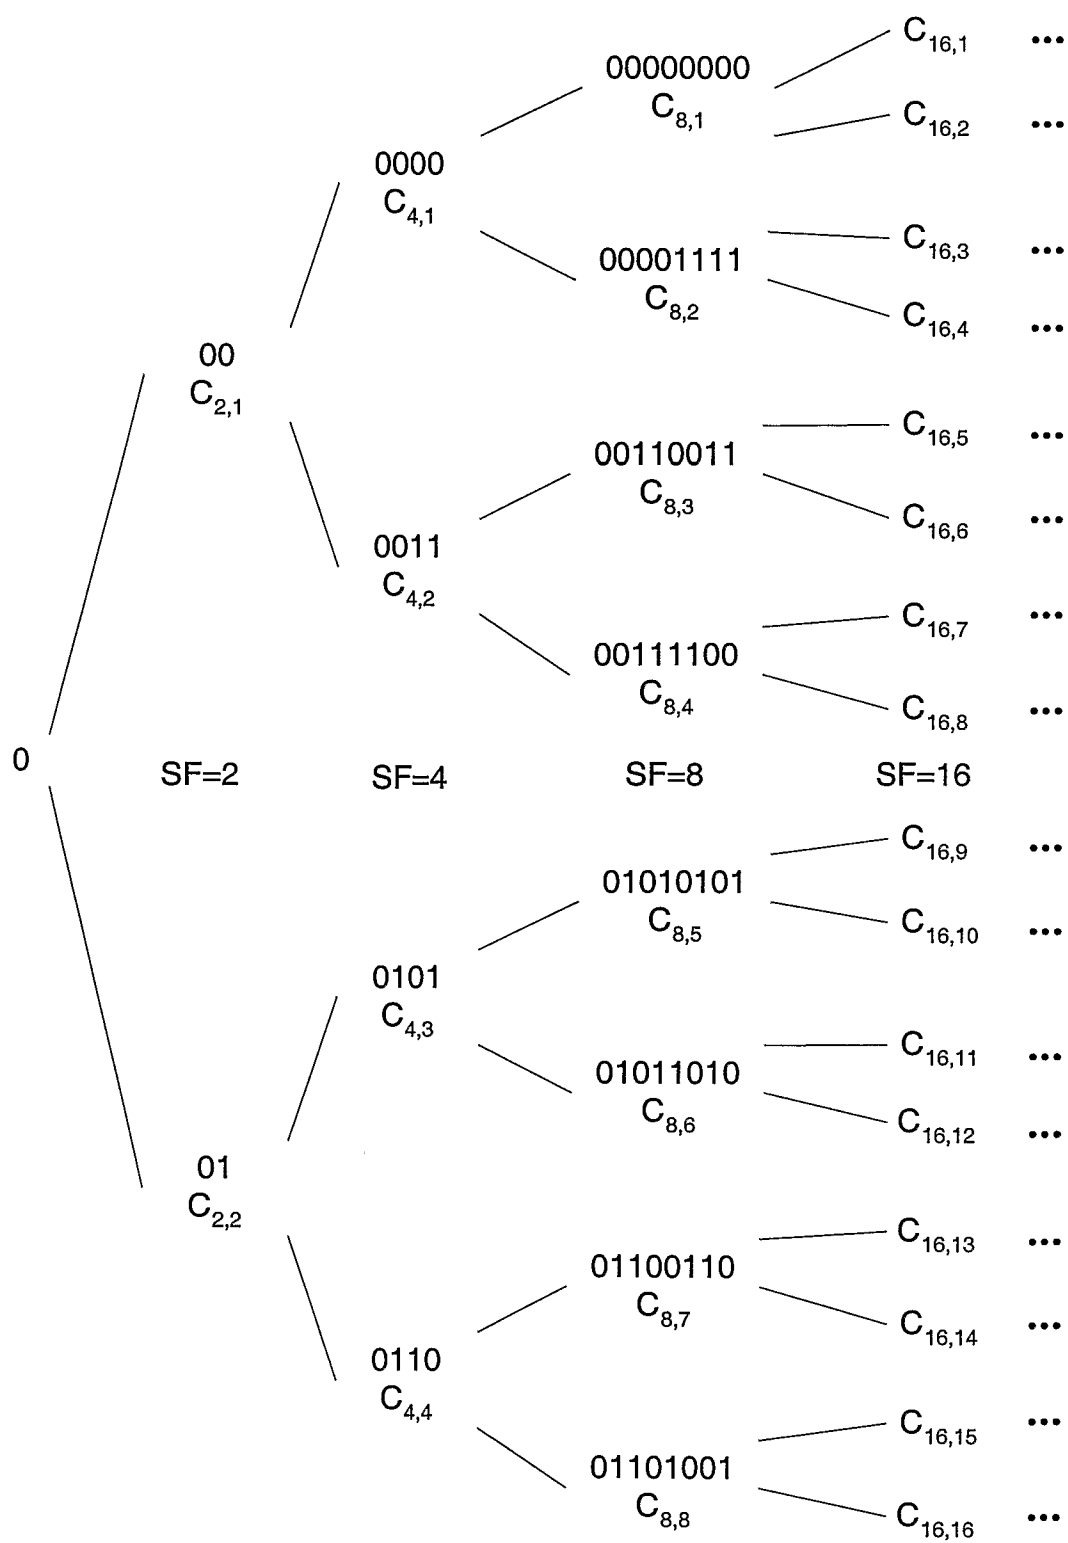 C16,1 •••
00000000
C8,1
C16,2 •••
0000
C4,1
C16,3 •••
00001111
C8,2
C16,4 •••
00
C2,1
C16,5 •••
00110011
C8,3
C16,6 •••
0011
C4,2
C16,7 •••
00111100
C8,4
C16,8 •••
0
SF=2 SF=4 SF=8 SF=16
C16,9 •••
01010101
C8,5
C16,10 •••
0101
C4,3
C16,11 •••
01011010
C8,6
C16,12 •••
01
C2,2
C16,13 •••
01100110
C8,7
C16,14 •••
0110
C4,4
C16,15 •••
01101001
C8,8
C16,16 •••